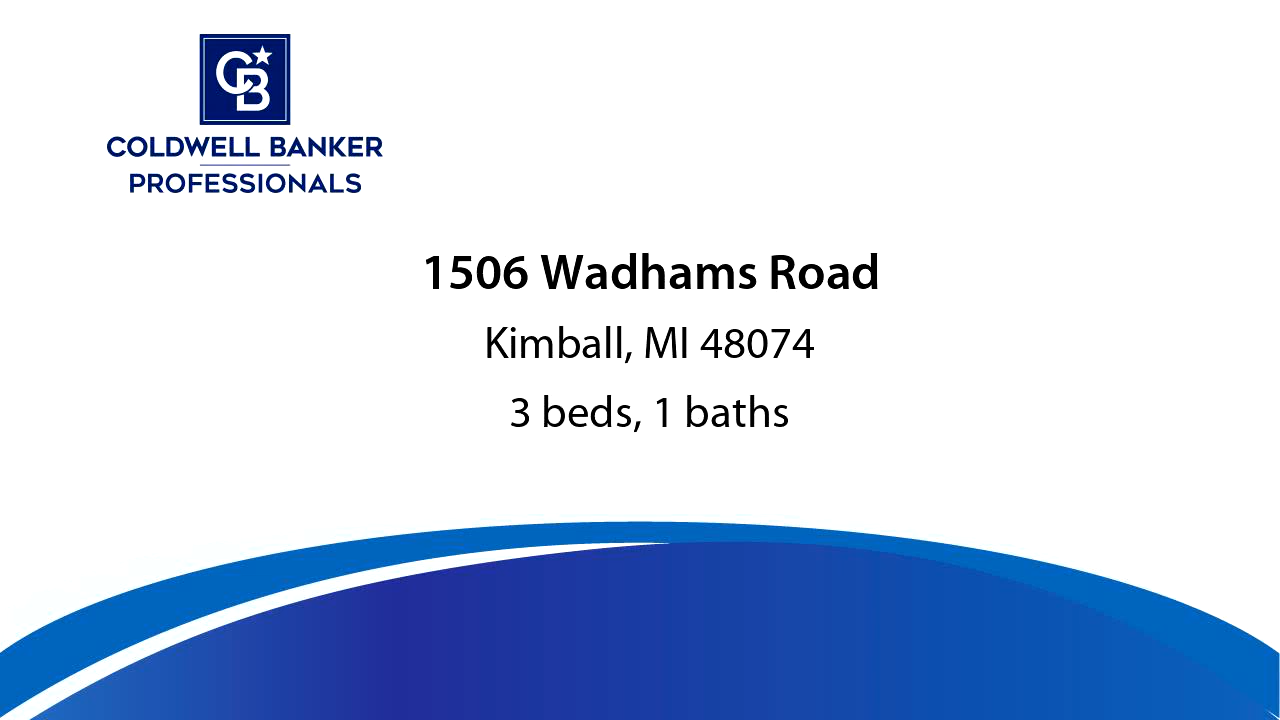 CB
COLDWELL BANKER
PROFESSIONALS
1506 Wadhams Road
Kimball, MI 48074
3 beds, 1 baths